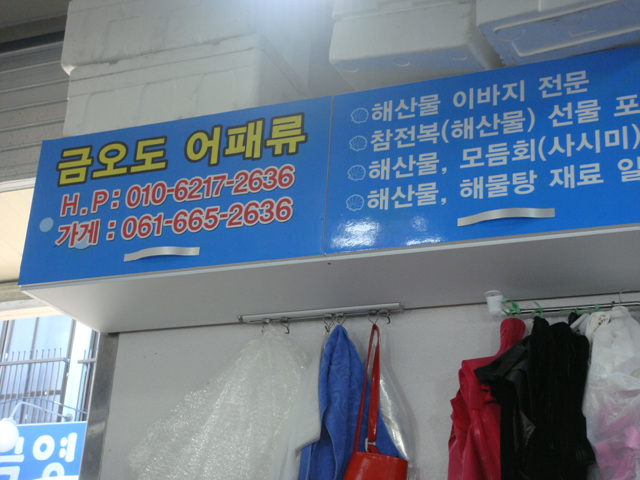 금오도 어패류
H.P : 010-6217-2636
가게 : 061-665-2636
해산물 이바지 전문
참전복(해산물) 선물 포
해산물, 모듬회(사시미)
해산물, 해물탕 재료 일